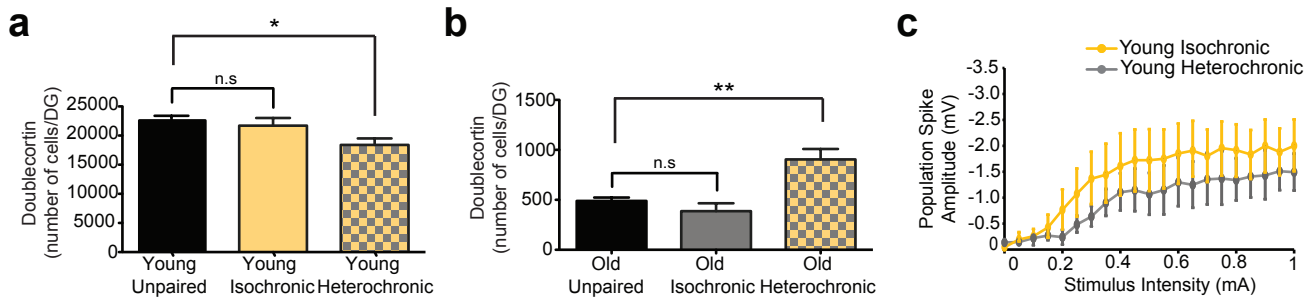 a
*
n.s
Doublecortin
(number of cells/DG)
25000
20000
15000
10000
5000
0
Young
Unpaired
Young
Isochronic
Young
Heterochronic
b
**
n.s
Doublecortin
(number of cells/DG)
1500
1000
500
0
Old
Unpaired
Old
Isochronic
Old
Heterochronic
c
Young Isochronic
Young Heterochronic
Population Spike
Amplitude (mV)
-3.5
-3.0
-2.5
-2.0
-1.5
-1.0
-0.5
0
0 0.2 0.4 0.6 0.8 1
Stimulus Intensity (mA)